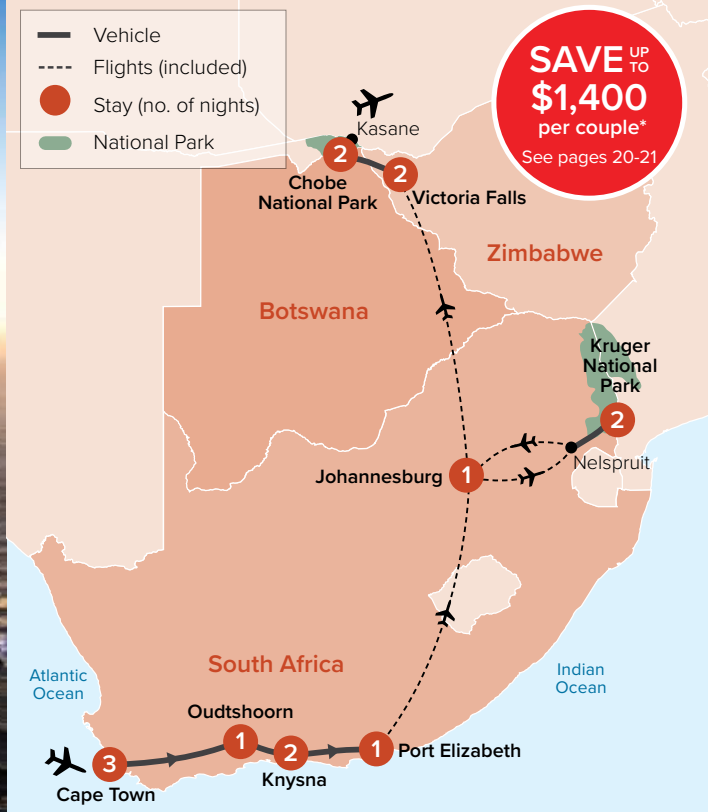 Vehicle
Flights (included)
Stay (no. of nights)
National Park
SAVE UP TO
$1,400
per couple*
See pages 20-21
Kasane
2
2
Chobe
National Park
Victoria Falls
Zimbabwe
Botswana
Kruger
National
Park
2
Nelspruit
Johannesburg
1
South Africa
Atlantic
Ocean
Indian
Ocean
Oudtshoorn
1
3
2
1
Port Elizabeth
Knysna
Cape Town